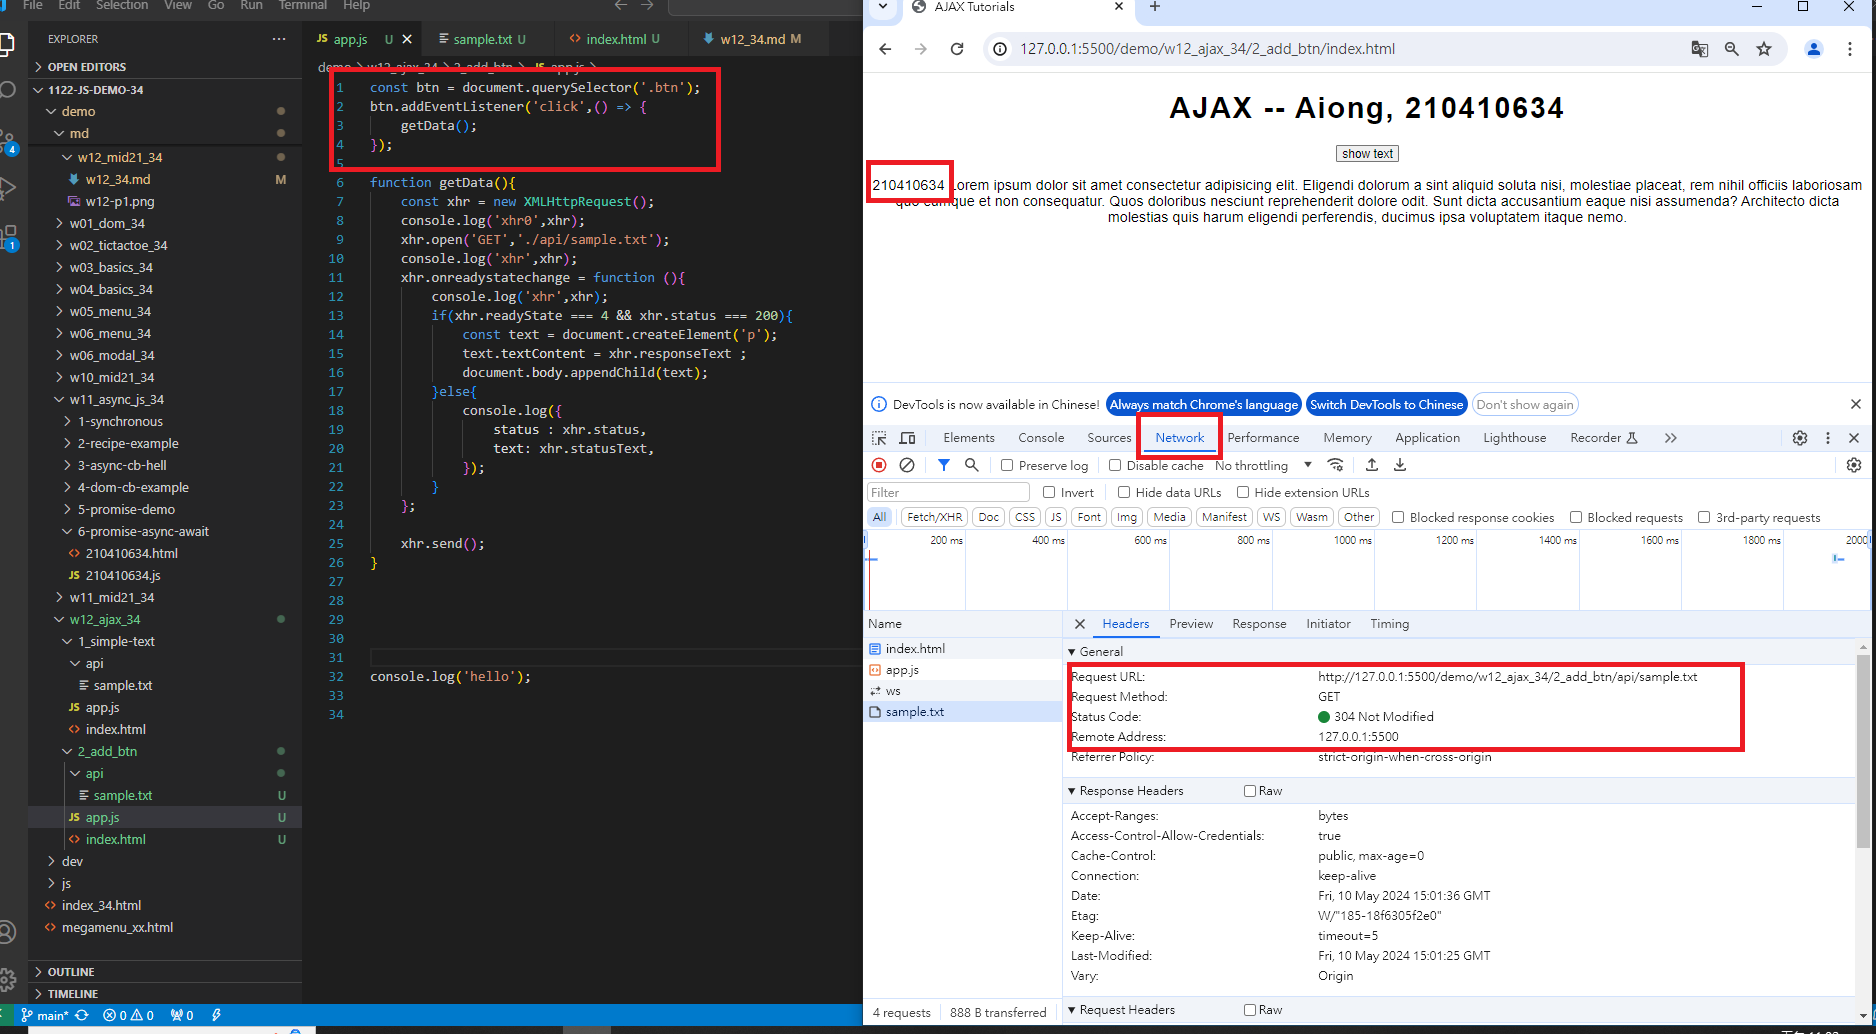 File Edit Selection View Go Run Terminal Help
EXPLORER
OPEN EDITORS
1122-JS-DEMO-34
demo
md
w12_mid21_34
w12_34.md M
w12-p1.png
w01_dom_34
w02_tictactoe_34
w03_basics_34
w04_basics_34
w05_menu_34
w06_menu_34
w06_modal_34
w10_mid21_34
w11_async_js_34
1-synchronous
2-recipe-example
3-async-cb-hell
4-dom-cb-example
5-promise-demo
6-promise-async-await
210410634.html
JS 210410634.js
w11_mid21_34
w12_ajax_34
1_simple-text
api
sample.txt
JS app.js
index.html
2_add_btn
api
sample.txt U
JS app.js U
index.html U
dev
js
index_34.html
megamenu_xx.html
OUTLINE
TIMELINE
4
1
main* 0 0 0
JS app.js U
sample.txt U
index.html U
w12_34.md M
demo > w12_ajax_34 > 2_add_btn > JS app.js >
1 const btn = document.querySelector('.btn');
2 btn.addEventListener('click',() => {
3 getData();
4 });
5
6 function getData(){
7 const xhr = new XMLHttpRequest();
8 console.log('xhr0',xhr);
9 xhr.open('GET','./api/sample.txt');
10 console.log('xhr',xhr);
11 xhr.onreadystatechange = function (){
12 console.log('xhr',xhr);
13 if(xhr.readyState === 4 && xhr.status === 200){
14 const text = document.createElement('p');
15 text.textContent = xhr.responseText ;
16 document.body.appendChild(text);
17 }else{
18 console.log({
19 status : xhr.status,
20 text: xhr.statusText,
21 });
22 }
23 };
24
25 xhr.send();
26 }
27
28
29
30
31
32 console.log('hello');
33
34
AJAX Tutorials
127.0.0.1:5500/demo/w12_ajax_34/2_add_btn/index.html
AJAX -- Aiong, 210410634
show text
210410634 Lorem ipsum dolor sit amet consectetur adipisicing elit. Eligendi dolorum a sint aliquid soluta nisi, molestiae placeat, rem nihil officiis laboriosam
quo cumque et non consequatur. Quos doloribus nesciunt reprehenderit dolore odit. Sunt dicta accusantium eaque nisi assumenda? Architecto dicta
molestias quis harum eligendi perferendis, ducimus ipsa voluptatem itaque nemo.
DevTools is now available in Chinese! Always match Chrome's language Switch DevTools to Chinese Don't show again
Elements Console Sources Network Performance Memory Application Lighthouse Recorder
Preserve log Disable cache No throttling
Filter Invert Hide data URLs Hide extension URLs
All Fetch/XHR Doc CSS JS Font Img Media Manifest WS Wasm Other Blocked response cookies Blocked requests 3rd-party requests
200 ms 400 ms 600 ms 800 ms 1000 ms 1200 ms 1400 ms 1600 ms 1800 ms 2000
Name
index.html
app.js
ws
sample.txt
4 requests 888 B transferred
Headers Preview Response Initiator Timing
General
Request URL: http://127.0.0.1:5500/demo/w12_ajax_34/2_add_btn/api/sample.txt
Request Method: GET
Status Code: 304 Not Modified
Remote Address: 127.0.0.1:5500
Referrer Policy: strict-origin-when-cross-origin
Response Headers Raw
Accept-Ranges: bytes
Access-Control-Allow-Credentials: true
Cache-Control: public, max-age=0
Connection: keep-alive
Date: Fri, 10 May 2024 15:01:36 GMT
Etag: W/"185-18f6305f2e0"
Keep-Alive: timeout=5
Last-Modified: Fri, 10 May 2024 15:01:25 GMT
Vary: Origin
Request Headers Raw